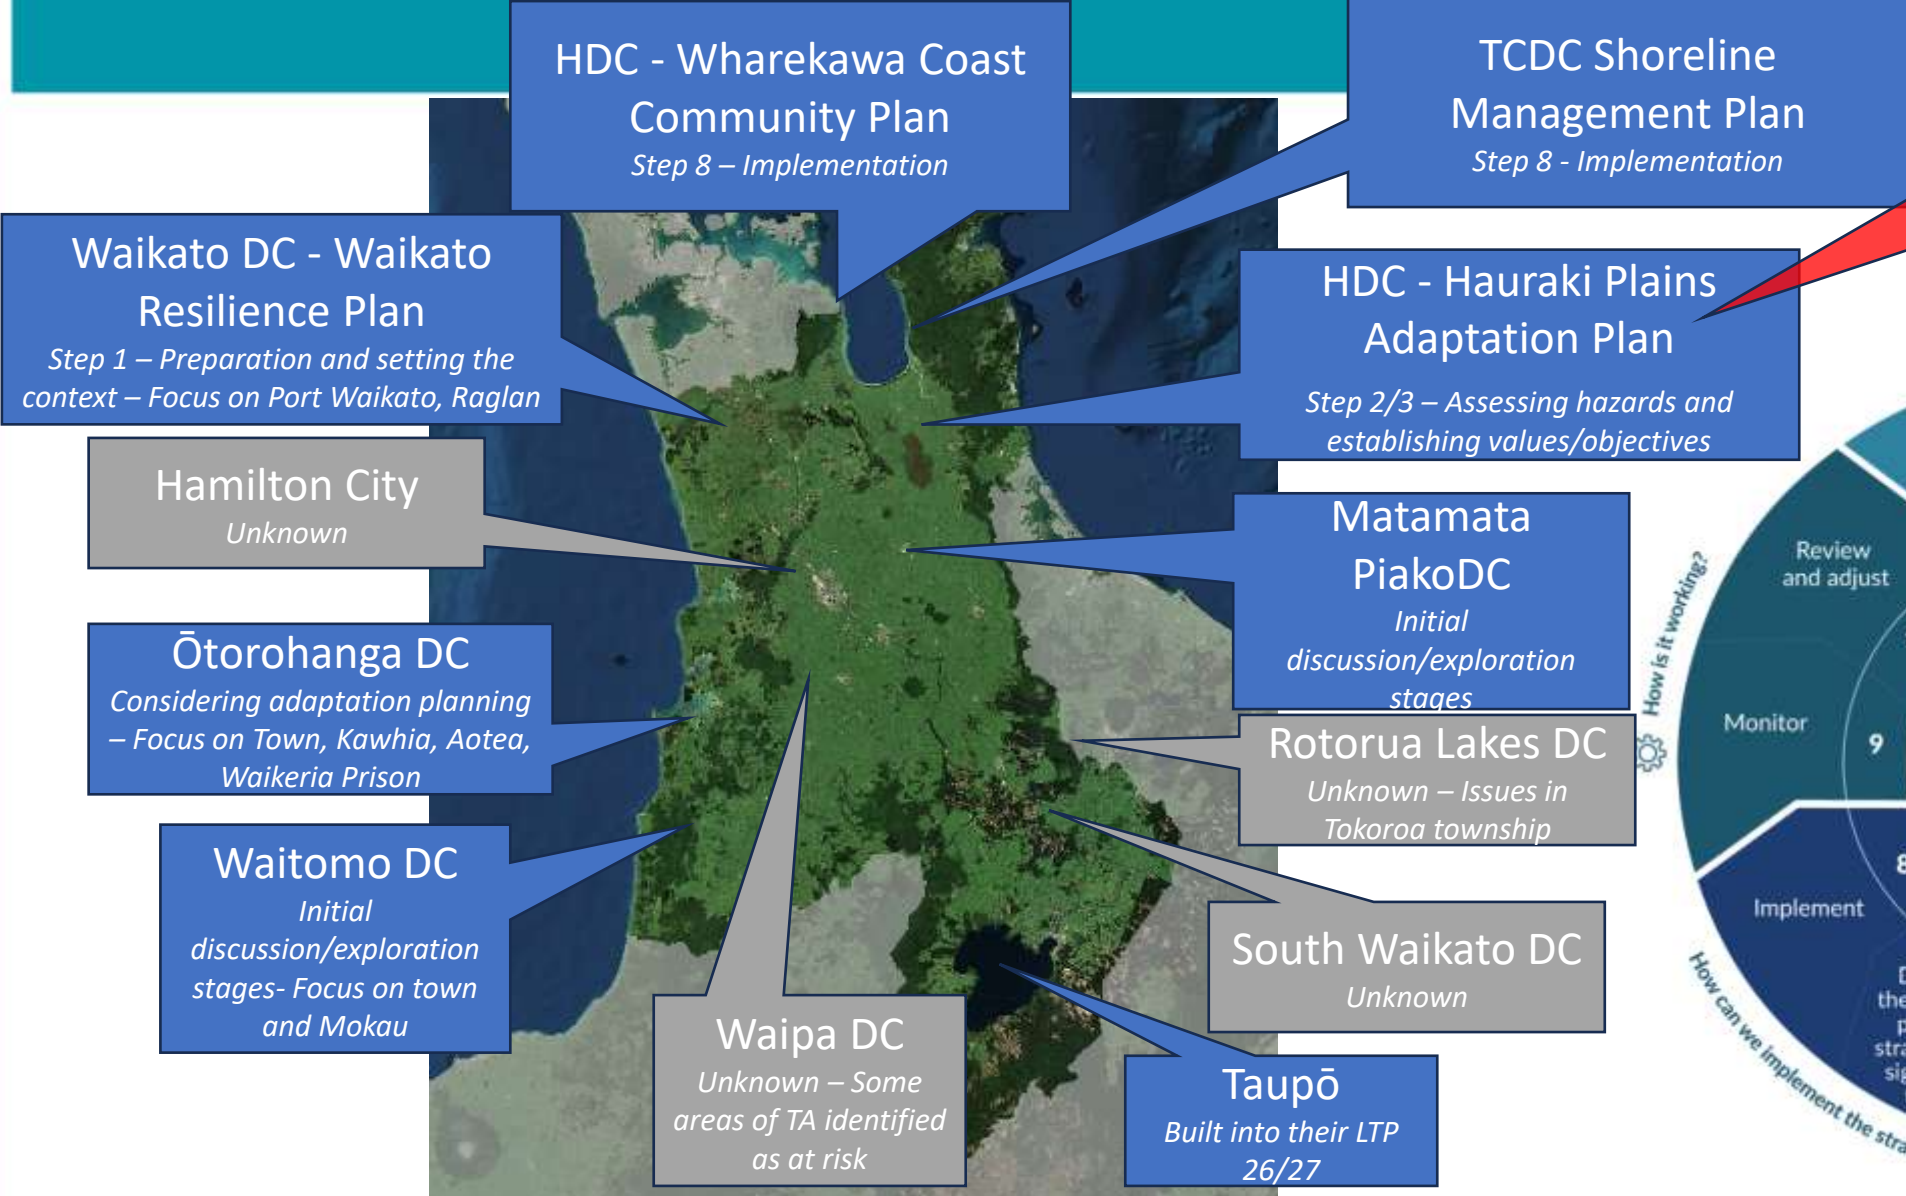 HDC - Wharekawa Coast
Community Plan
Step 8 – Implementation
TCDC Shoreline
Management Plan
Step 8 - Implementation
Waikato DC - Waikato
Resilience Plan
Step 1 – Preparation and setting the
context – Focus on Port Waikato, Raglan
HDC - Hauraki Plains
Adaptation Plan
Step 2/3 – Assessing hazards and
establishing values/objectives
Hamilton City
Unknown
Matamata
PiakoDC
Initial
discussion/exploration
stages
Ōtorohanga DC
Considering adaptation planning
– Focus on Town, Kawhia, Aotea,
Waikeria Prison
Rotorua Lakes DC
Unknown – Issues in
Tokoroa township
Waitomo DC
Initial
discussion/exploration
stages- Focus on town
and Mokau
South Waikato DC
Unknown
Waipa DC
Unknown – Some
areas of TA identified
as at risk
Taupō
Built into their LTP
26/27
How is it working?
Review
and adjust
Monitor
9
Implement
8
How can we implement the